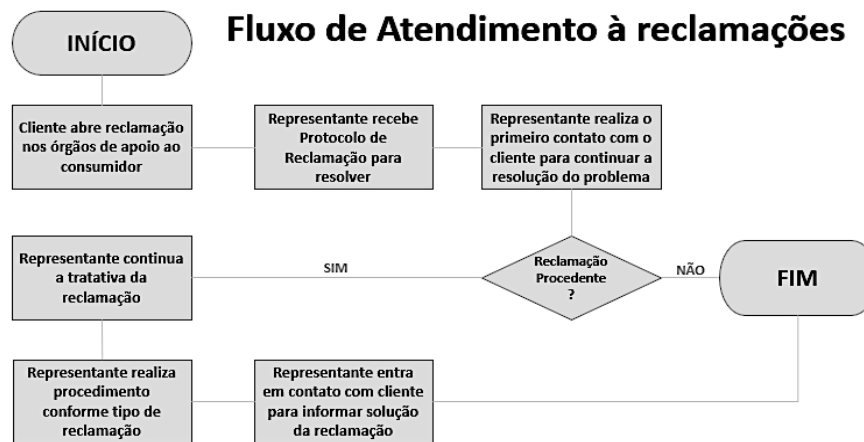 Fluxo de Atendimento à reclamações
INÍCIO
Cliente abre reclamação
nos órgãos de apoio ao
consumidor
Representante recebe
Protocolo de
Reclamação para
resolver
Representante realiza o
primeiro contato com o
cliente para continuar a
resolução do problema
Reclamação
Procedente
?
SIM
NÃO
FIM
Representante continua
a tratativa da
reclamação
Representante realiza
procedimento
conforme tipo de
reclamação
Representante entra
em contato com cliente
para informar solução
da reclamação